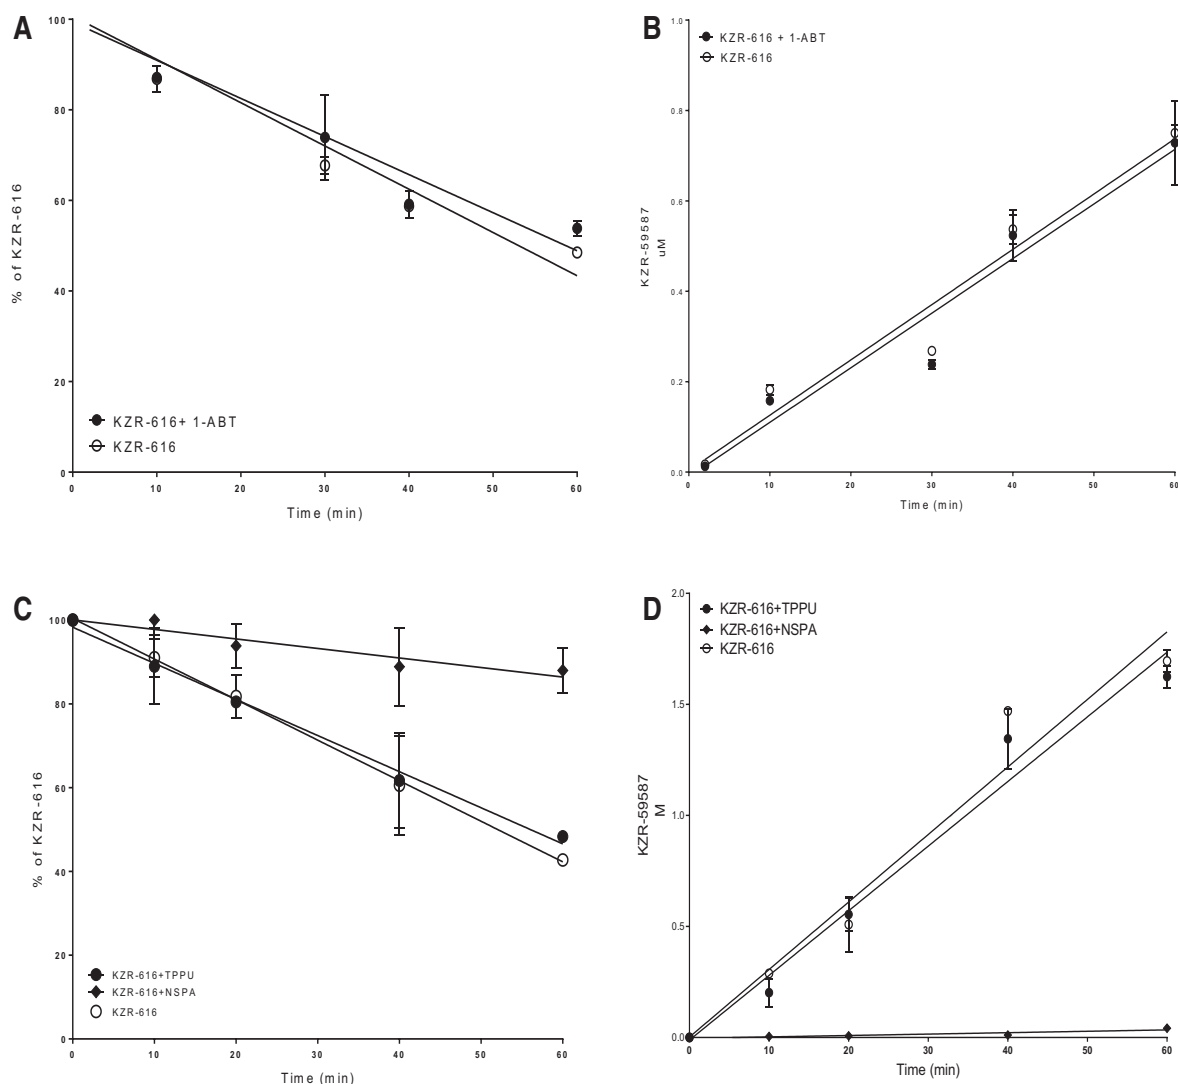 A
100
80
60
40
20
0
% of KZR-616
KZR-616+ 1-ABT
KZR-616
0 10 20 30 40 50 60
Time (min)
B
1.0
0.8
0.6
0.4
0.2
0.0
KZR-59587
uM
KZR-616 + 1-ABT
KZR-616
0 10 20 30 40 50 60
Time (min)
C
100
80
60
40
20
0
% of KZR-616
KZR-616+TPPU
KZR-616+NSPA
KZR-616
0 10 20 30 40 50 60
Time (min)
D
2.0
1.5
1.0
0.5
0.0
KZR-59587
M
KZR-616+TPPU
KZR-616+NSPA
KZR-616
0 10 20 30 40 50 60
Time (min)